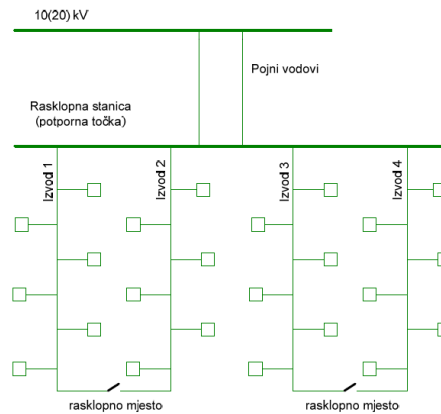 10(20) kV
Pojni vodovi
Rasklopna stanica
(potporna točka)
Izvod 1
Izvod 2
Izvod 3
Izvod 4
rasklopno mjesto
rasklopno mjesto